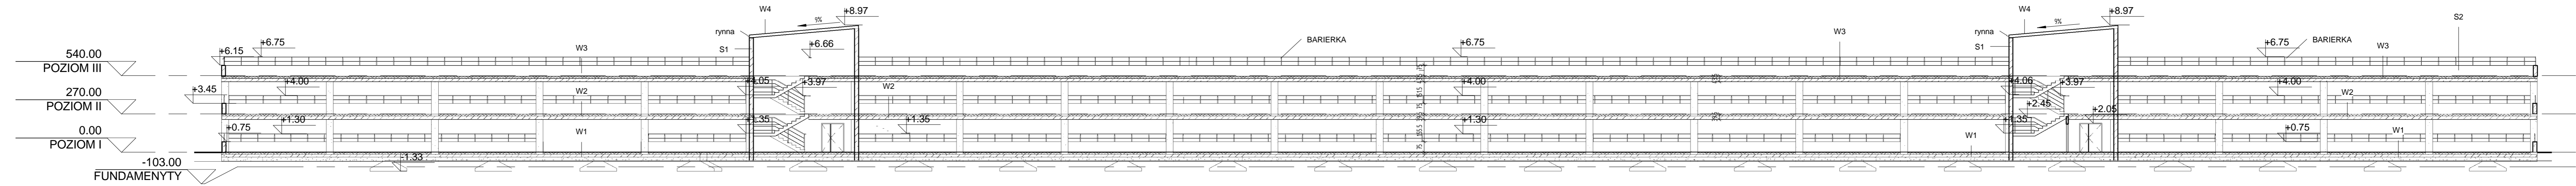 W4
+8.97
9%
rynna
S1
+6.66
540.00
POZIOM III
+6.15
+6.75
W3
BARIERKA
+6.75
W3
W4
+8.97
9%
rynna
S1
+6.75
BARIERKA
W3
S2
270.00
POZIOM II
+3.45
+4.00
W2
+4.05
+3.97
W2
+4.00
+4.06
+3.97
+2.45
+2.05
+4.00
W2
0.00
POZIOM I
+0.75
+1.30
W1
+1.35
+1.35
+1.30
W1
+1.35
+0.75
W1
-103.00
FUNDAMENYTY
-1.33